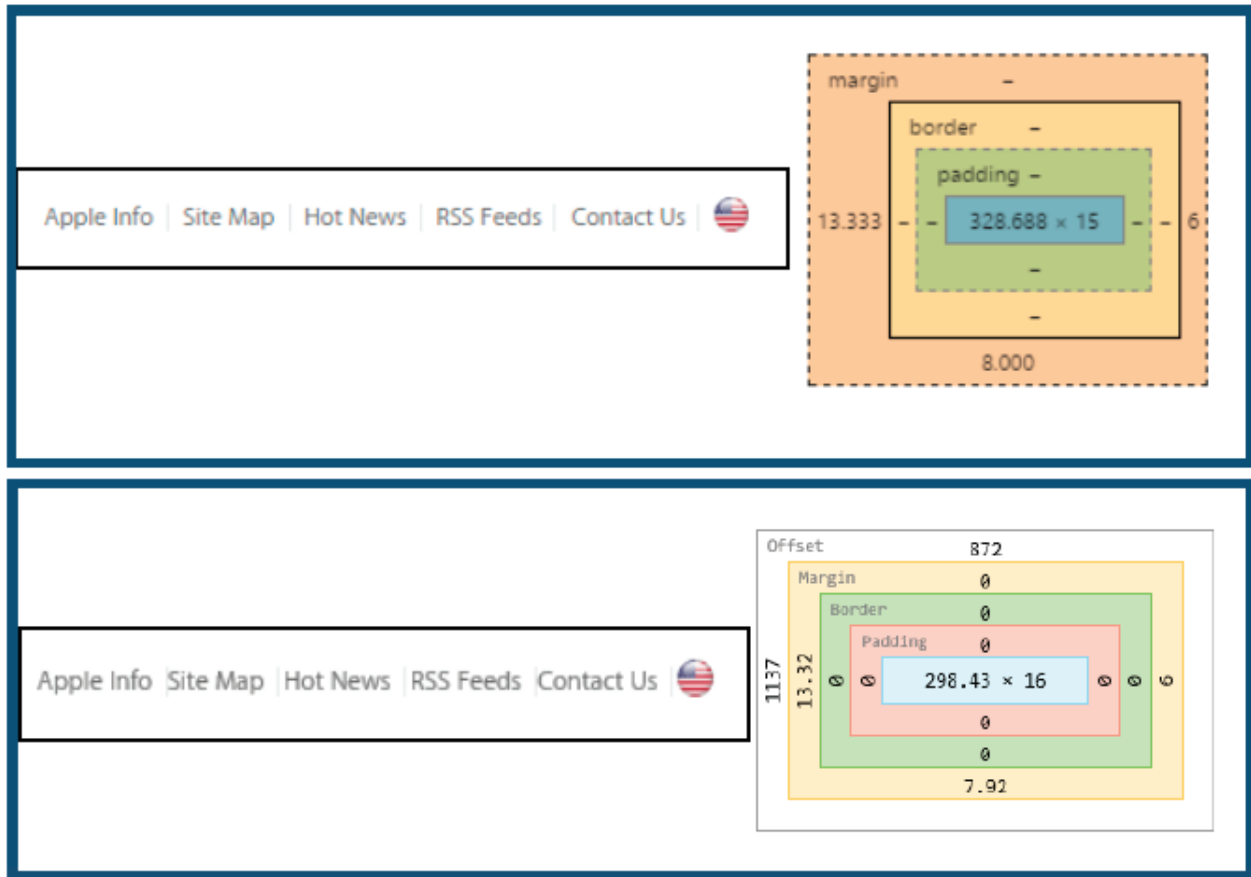 margin –
border –
padding –
Apple Info Site Map Hot News RSS Feeds Contact Us
13.333 – – 328.688 × 15 – – 6
–
–
8.000
Offset 872
Margin 0
Border 0
Padding 0
Apple Info Site Map Hot News RSS Feeds Contact Us
1137 13.32 0 0 298.43 × 16 0 0 6
0
0
7.92